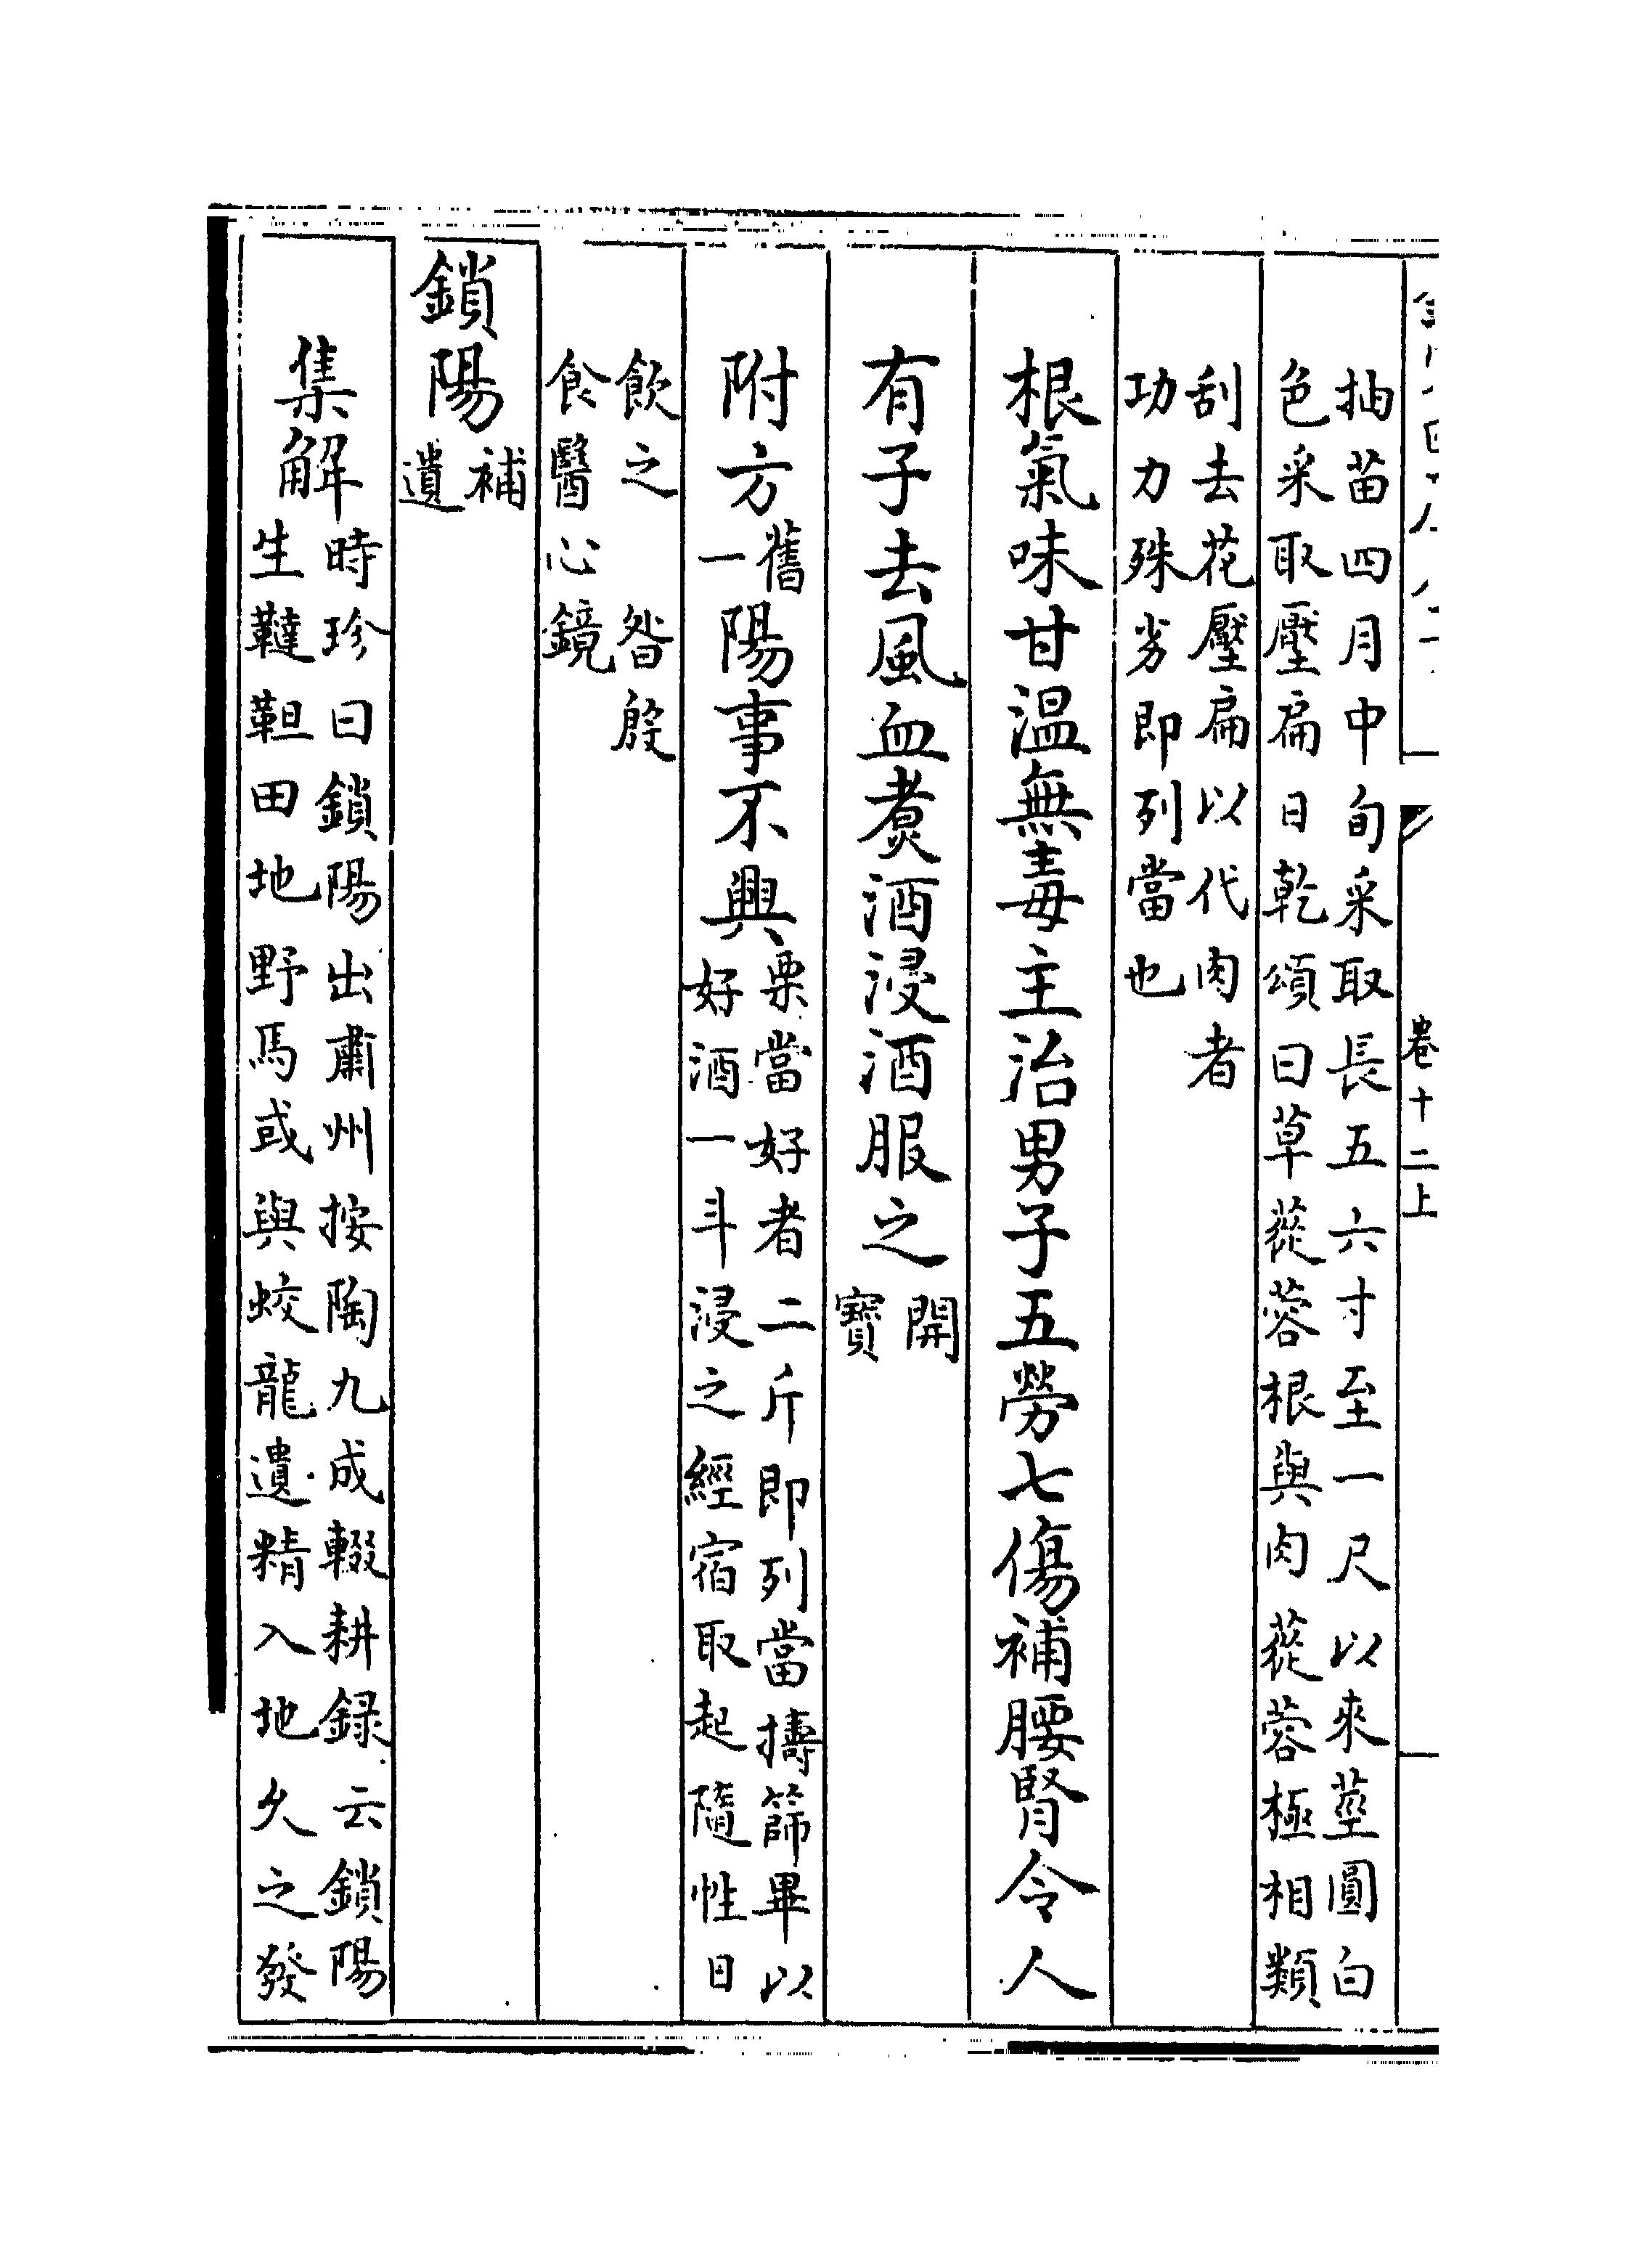 卷十二上
抽苗四月中旬采取長五六寸至一尺以來莖圓白
色采取壓扁日乾頌曰草蓯蓉根與肉蓯蓉極相類
刮去花壓扁以代肉者
功力殊劣即列當也
根氣味甘温無毒主治男子五勞七傷補腰腎令人
有子去風血煮酒浸酒服之開
寶
附方舊
一陽事不興栗當好者二斤即列當擣篩畢以
好酒一斗浸之經宿取起隨性日
飲之 昝殷
食醫心鏡
鎖陽補
遺
集解時珍曰鎖陽出肅州按陶九成輟耕録云鎖陽
生韃靼田地野馬或與蛟龍遺精入地久之發